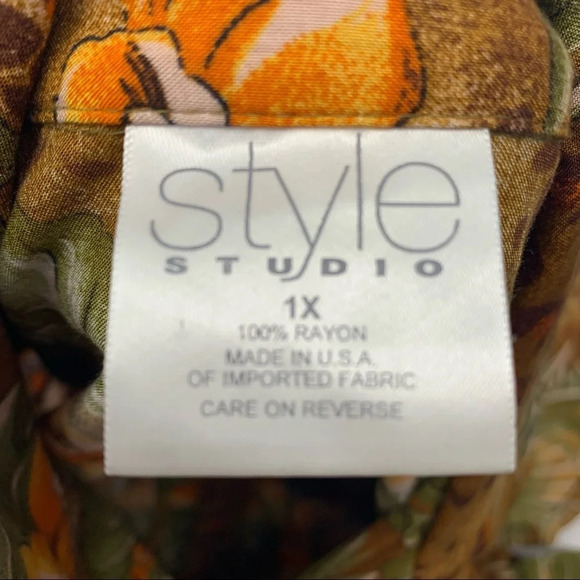 style
STUDIO
1X
100% RAYON
MADE IN U.S.A.
OF IMPORTED FABRIC
CARE ON REVERSE